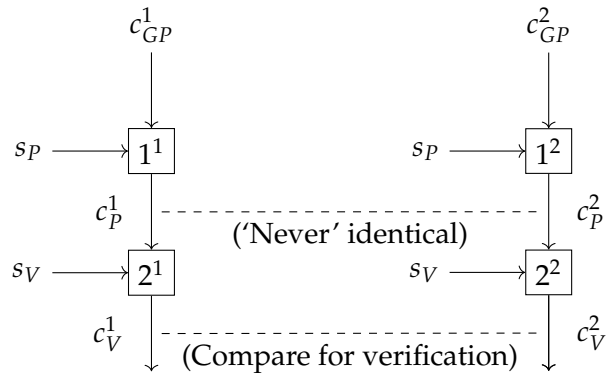 c^1_{GP} c^2_{GP}
s_P 1^1 s_P 1^2
c^1_P c^2_P
('Never' identical)
s_V 2^1 s_V 2^2
c^1_V c^2_V
(Compare for verification)